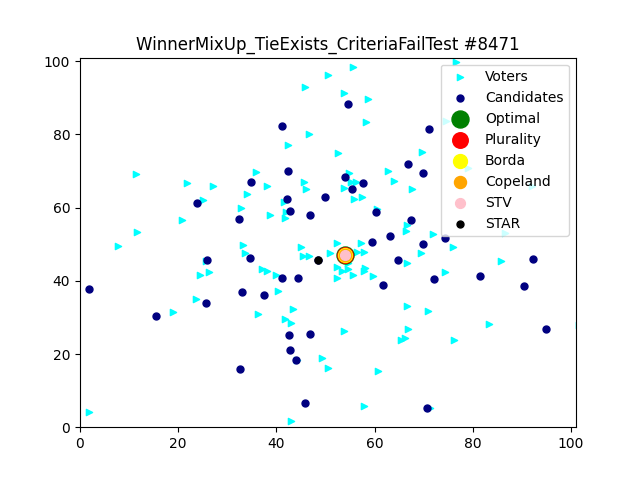 WinnerMixUp_TieExists_CriteriaFailTest #8471
100
80
60
40
20
0
0
20
40
60
80
100
Voters
Candidates
Optimal
Plurality
Borda
Copeland
STV
STAR